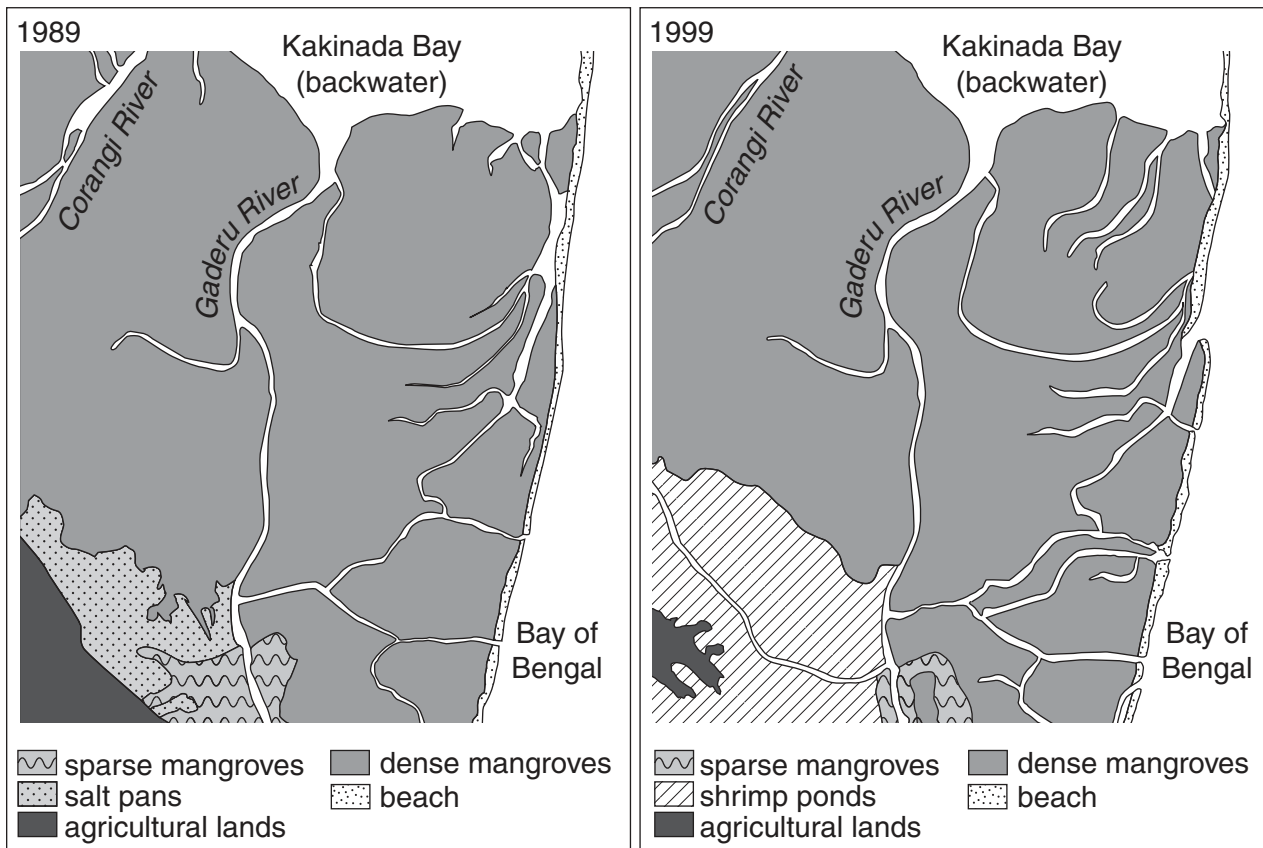 1989
Kakinada Bay
(backwater)
Corangi River
Gaderu River
Bay of
Bengal
sparse mangroves
salt pans
agricultural lands
dense mangroves
beach
1999
Kakinada Bay
(backwater)
Corangi River
Gaderu River
Bay of
Bengal
sparse mangroves
shrimp ponds
agricultural lands
dense mangroves
beach